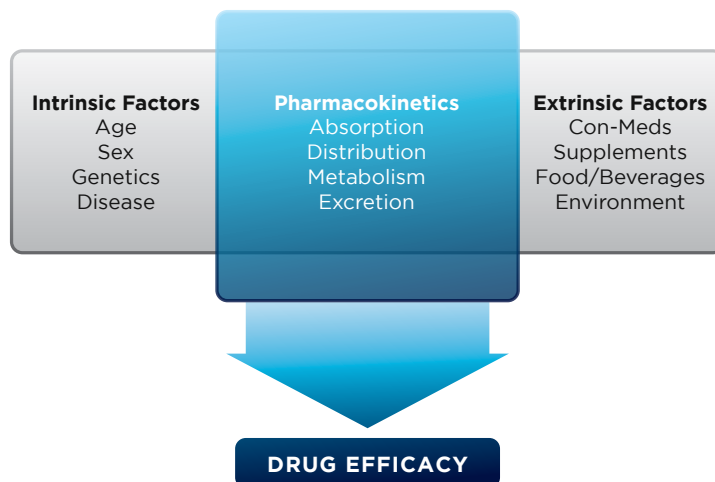 Intrinsic Factors
Age
Sex
Genetics
Disease
Pharmacokinetics
Absorption
Distribution
Metabolism
Excretion
Extrinsic Factors
Con-Meds
Supplements
Food/Beverages
Environment
DRUG EFFICACY